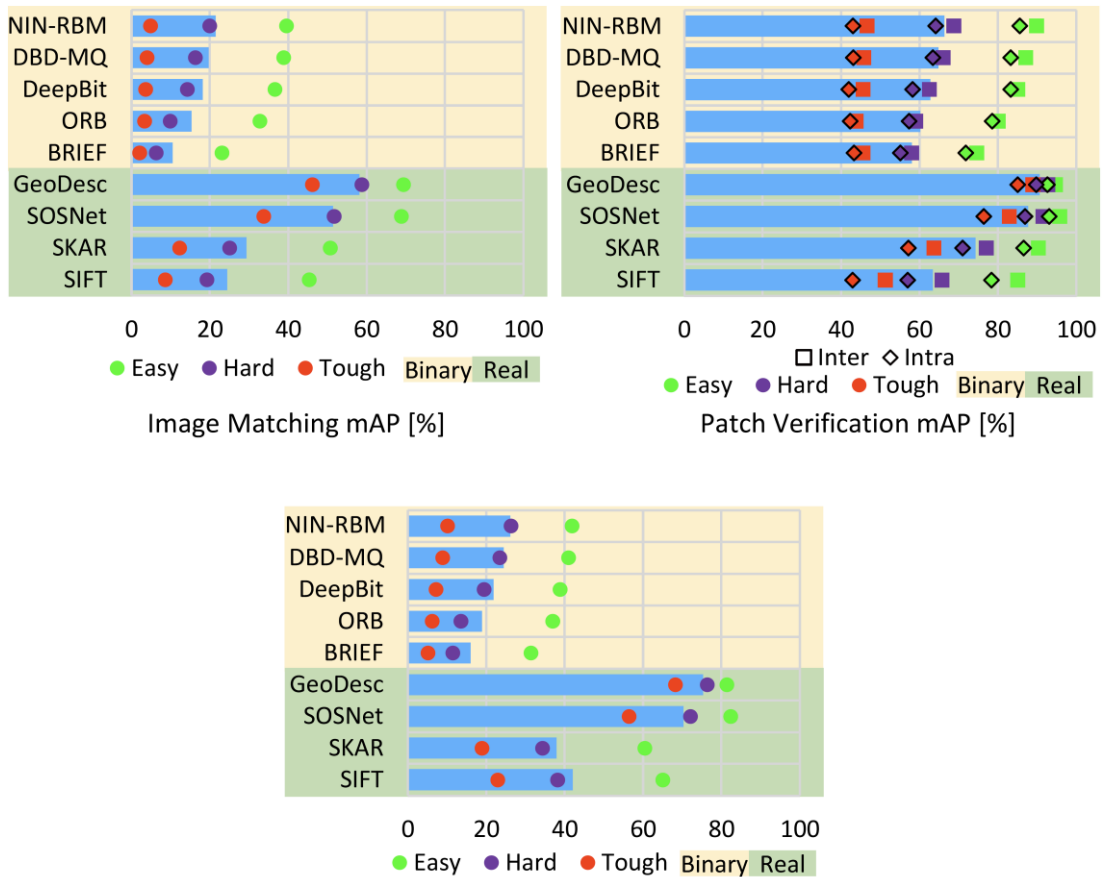 NIN-RBM
DBD-MQ
DeepBit
ORB
BRIEF
GeoDesc
SOSNet
SKAR
SIFT
0 20 40 60 80 100
Easy Hard Tough Binary Real
Image Matching mAP [%]
NIN-RBM
DBD-MQ
DeepBit
ORB
BRIEF
GeoDesc
SOSNet
SKAR
SIFT
0 20 40 60 80 100
Inter Intra
Easy Hard Tough Binary Real
Patch Verification mAP [%]
NIN-RBM
DBD-MQ
DeepBit
ORB
BRIEF
GeoDesc
SOSNet
SKAR
SIFT
0 20 40 60 80 100
Easy Hard Tough Binary Real